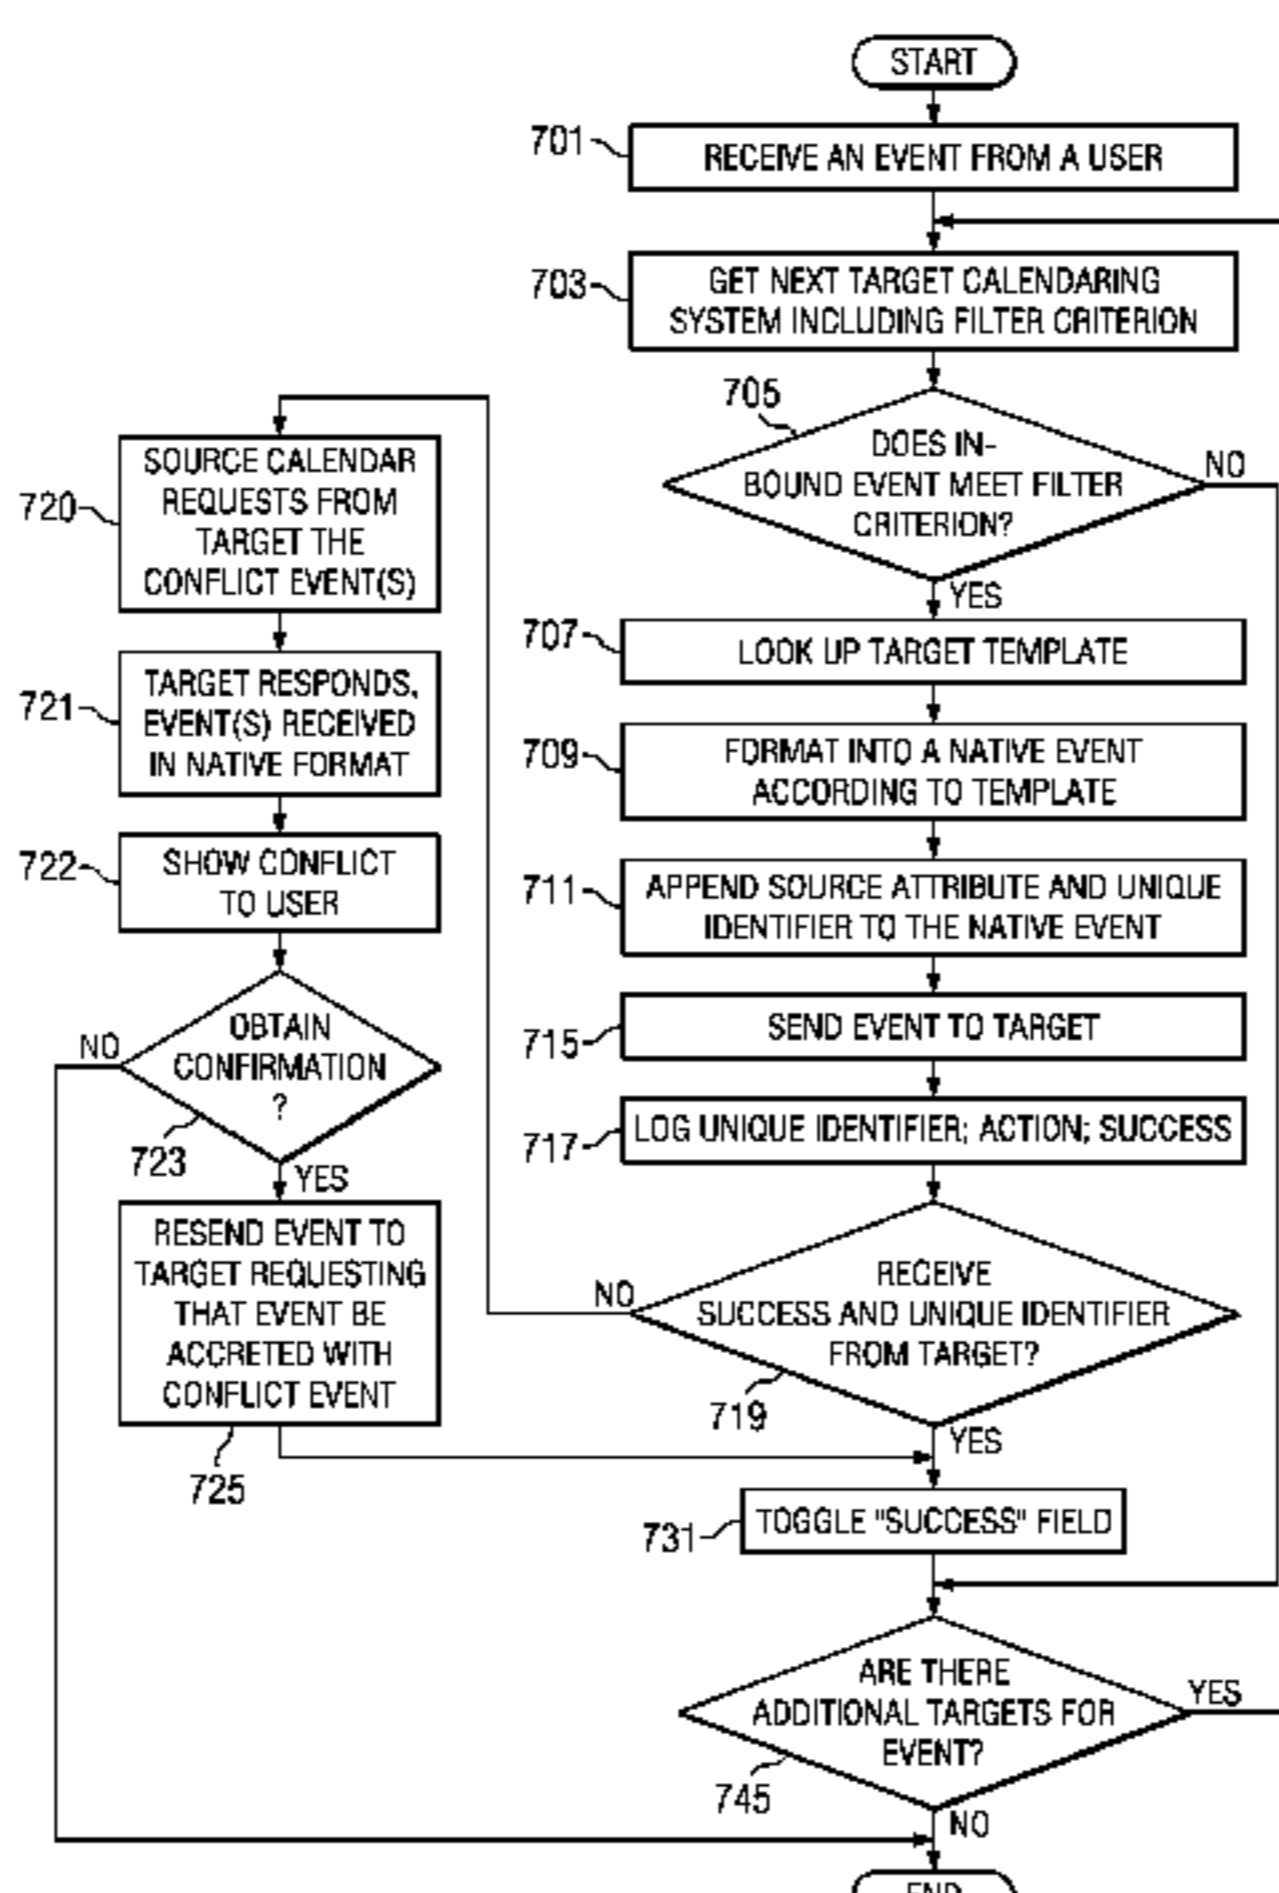 START
701
RECEIVE AN EVENT FROM A USER
703
GET NEXT TARGET CALENDARING
SYSTEM INCLUDING FILTER CRITERION
705
DOES IN-
BOUND EVENT MEET FILTER
CRITERION?
NO
YES
707
LOOK UP TARGET TEMPLATE
709
FORMAT INTO A NATIVE EVENT
ACCORDING TO TEMPLATE
711
APPEND SOURCE ATTRIBUTE AND UNIQUE
IDENTIFIER TO THE NATIVE EVENT
715
SEND EVENT TO TARGET
717
LOG UNIQUE IDENTIFIER; ACTION; SUCCESS
RECEIVE
SUCCESS AND UNIQUE IDENTIFIER
FROM TARGET?
719
NO
YES
720
SOURCE CALENDAR
REQUESTS FROM
TARGET THE
CONFLICT EVENT(S)
721
TARGET RESPONDS,
EVENT(S) RECEIVED
IN NATIVE FORMAT
722
SHOW CONFLICT
TO USER
OBTAIN
CONFIRMATION
?
723
NO
YES
RESEND EVENT TO
TARGET REQUESTING
THAT EVENT BE
ACCRETED WITH
CONFLICT EVENT
725
731
TOGGLE "SUCCESS" FIELD
ARE THERE
ADDITIONAL TARGETS FOR
EVENT?
745
YES
NO
END